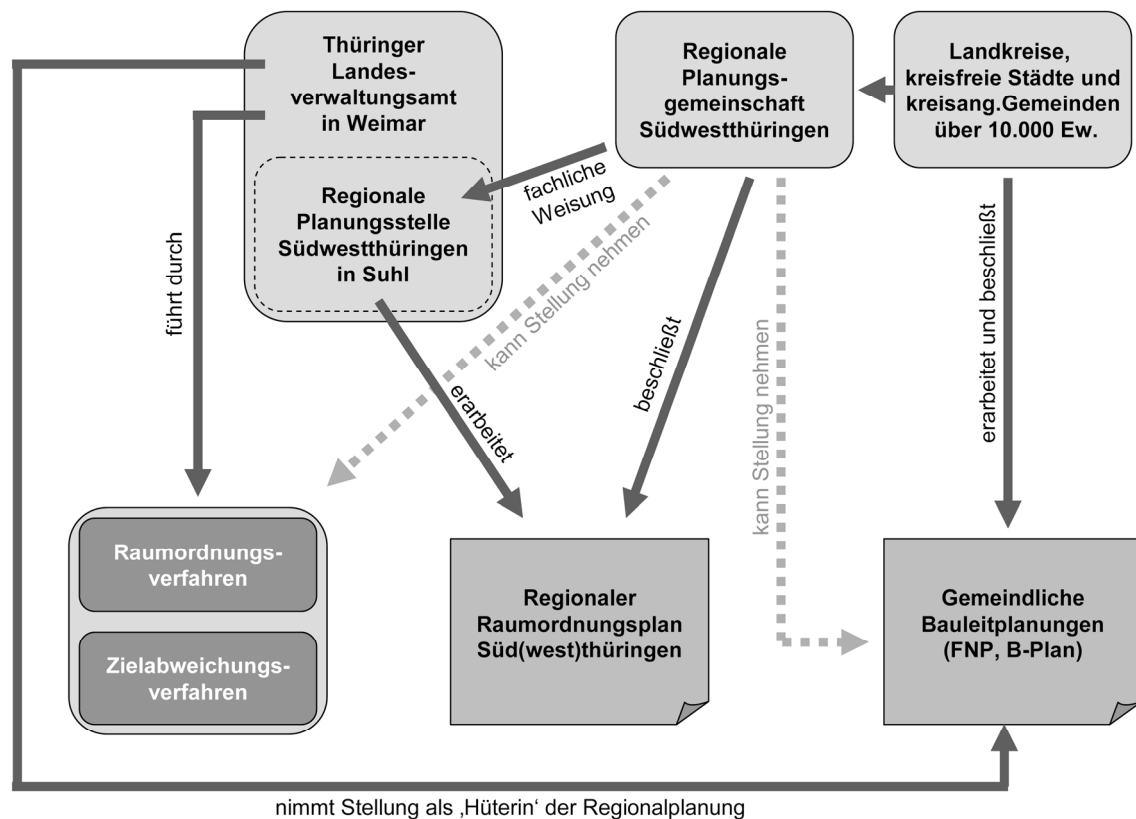 Thüringer
Landes-
verwaltungsamt
in Weimar
Regionale
Planungsstelle
Südwestthüringen
in Suhl
Regionale
Planungs-
gemeinschaft
Südwestthüringen
Landkreise,
kreisfreie Städte und
kreisang.Gemeinden
über 10.000 Ew.
fachliche
Weisung
führt durch
kann Stellung nehmen
erarbeitet
beschließt
kann Stellung nehmen
erarbeitet und beschließt
Raumordnungs-
verfahren
Zielabweichungs-
verfahren
Regionaler
Raumordnungsplan
Süd(west)thüringen
Gemeindliche
Bauleitplanungen
(FNP, B-Plan)
nimmt Stellung als ‚Hüterin‘ der Regionalplanung